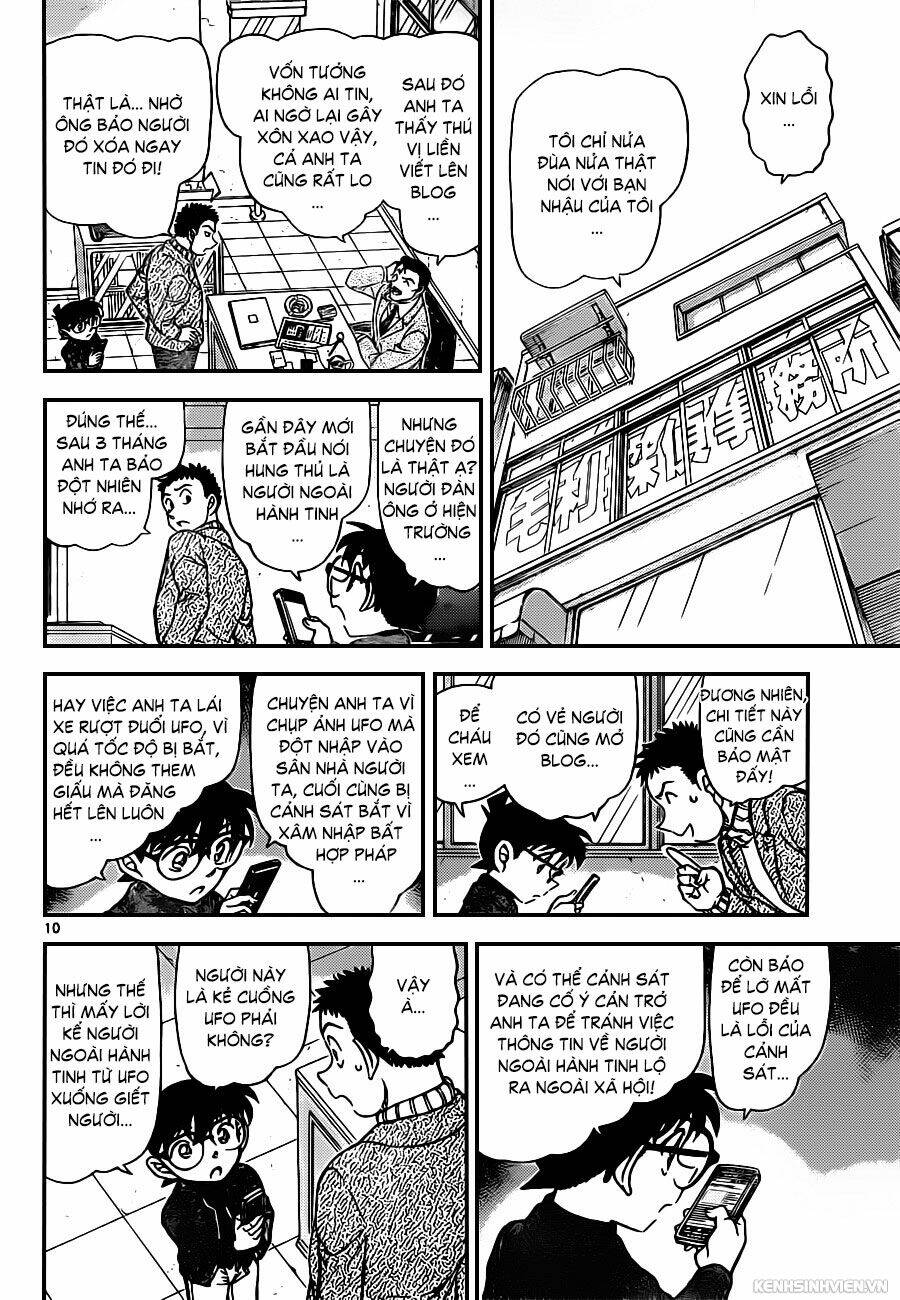 XIN LỖI
...
TÔI CHỈ NỬA
ĐÙA NỬA THẬT
NÓI VỚI BẠN
NHẬU CỦA TÔI
...
毛利探偵事務所
SAU ĐÓ
ANH TA
THẤY THÚ
VỊ LIỀN
VIẾT LÊN
BLOG
...
VỐN TƯỞNG
KHÔNG AI TIN,
AI NGỜ LẠI GÂY
XÔN XAO VẬY,
CẢ ANH TA
CŨNG RẤT LO
...
THẬT LÀ... NHỜ
ÔNG BẢO NGƯỜI
ĐÓ XÓA NGAY
TIN ĐÓ ĐI!
NHƯNG
CHUYỆN ĐÓ
LÀ THẬT Ạ?
NGƯỜI ĐÀN
ÔNG Ở HIỆN
TRƯỜNG
...
GẦN ĐÂY MỚI
BẮT ĐẦU NÓI
HUNG THỦ LÀ
NGƯỜI NGOÀI
HÀNH TINH
...
ĐÚNG THẾ...
SAU 3 THÁNG
ANH TA BẢO
ĐỘT NHIÊN
NHỚ RA...
DƯƠNG NHIÊN,
CHI TIẾT NÀY
CŨNG CẦN
BẢO MẬT
ĐẤY!
CÓ VẺ NGƯỜI
ĐÓ CŨNG MỞ
BLOG...
ĐỂ
CHÁU
XEM
...
CHUYỆN ANH TA VÌ
CHỤP ẢNH UFO MÀ
ĐỘT NHẬP VÀO
SÂN NHÀ NGƯỜI
TA, CUỐI CÙNG BỊ
CẢNH SÁT BẮT VÌ
XÂM NHẬP BẤT
HỢP PHÁP
...
HAY VIỆC ANH TA LÁI
XE RƯỢT ĐUỔI UFO, VÌ
QUÁ TỐC ĐỘ BỊ BẮT,
ĐỀU KHÔNG THEM
GIẤU MÀ ĐĂNG
HẾT LÊN LUÔN
...
10
CÒN BẢO
ĐỂ LỠ MẤT
UFO ĐỀU
LÀ LỖI CỦA
CẢNH
SÁT...
VÀ CÓ THỂ CẢNH SÁT
ĐANG CỐ Ý CẢN TRỞ
ANH TA ĐỂ TRÁNH VIỆC
THÔNG TIN VỀ NGƯỜI
NGOÀI HÀNH TINH LỘ
RA NGOÀI XÃ HỘI!
VẬY
À...
NGƯỜI NÀY
LÀ KẺ CUỒNG
UFO PHẢI
KHÔNG?
NHƯNG THẾ
THÌ MẤY LỜI
KỂ NGƯỜI
NGOÀI HÀNH
TINH TỪ UFO
XUỐNG GIẾT
NGƯỜI...
KENHSINHVIEN.VN